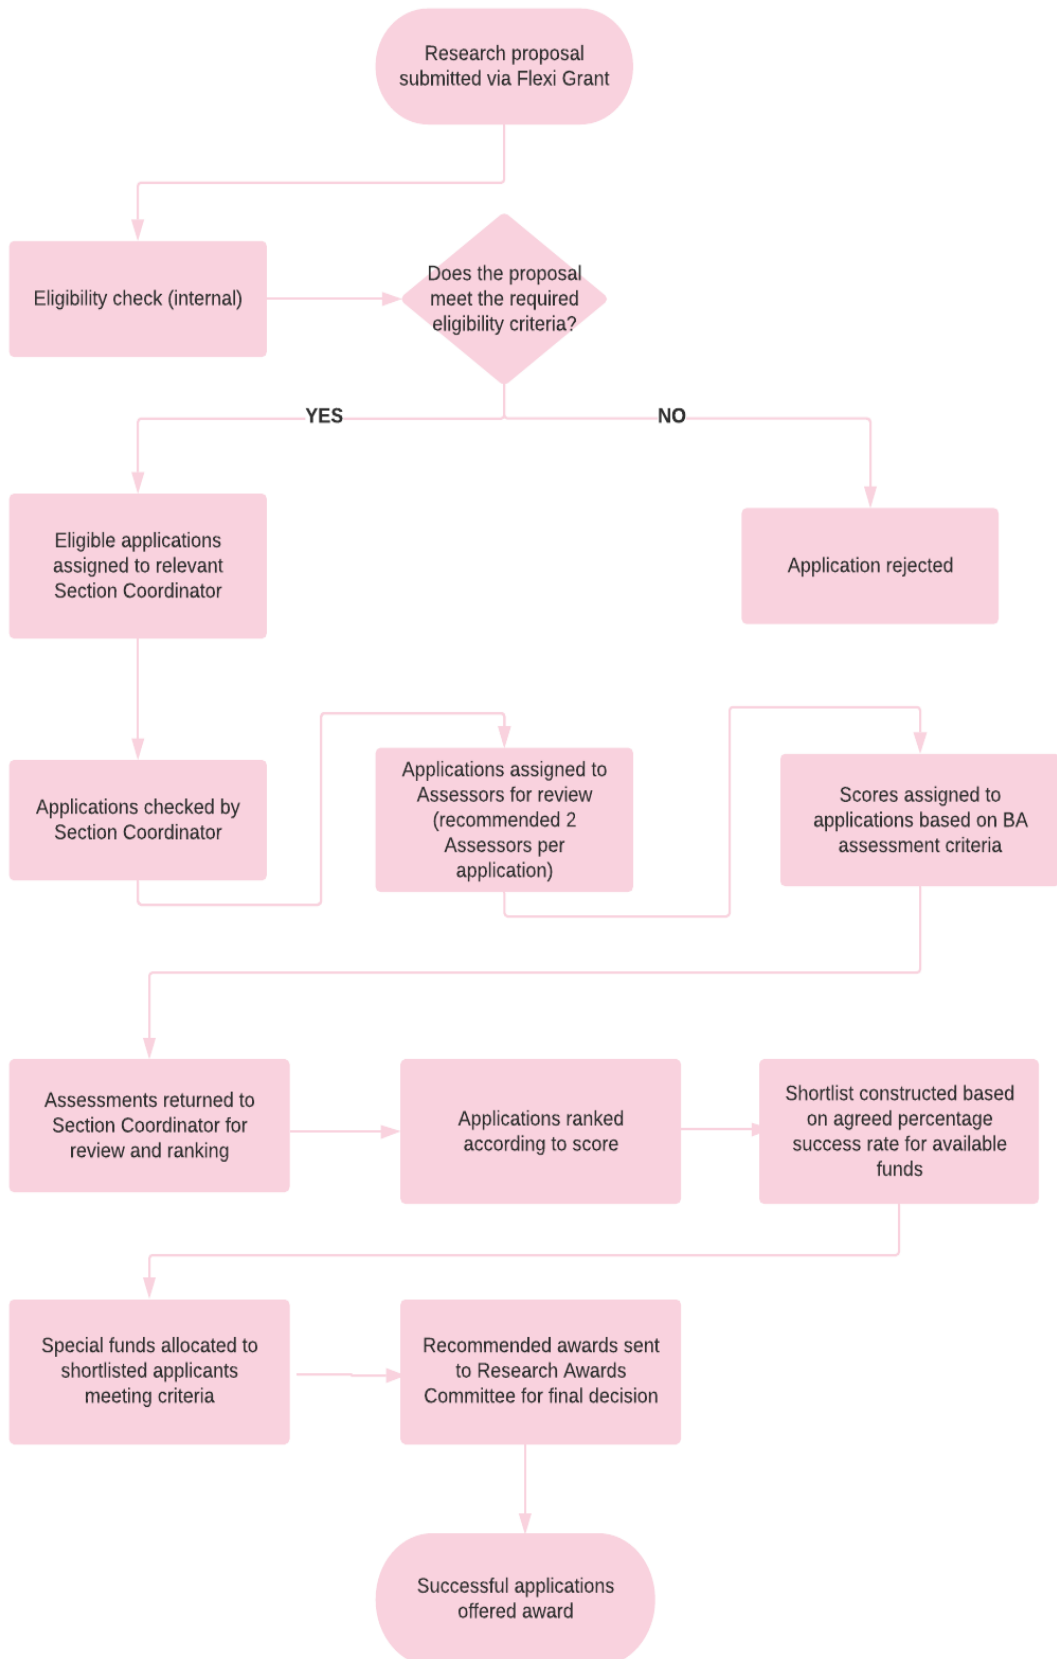 Research proposal
submitted via Flexi Grant
Eligibility check (internal)
Does the proposal
meet the required
eligibility criteria?
YES
NO
Eligible applications
assigned to relevant
Section Coordinator
Application rejected
Applications checked by
Section Coordinator
Applications assigned to
Assessors for review
(recommended 2
Assessors per
application)
Scores assigned to
applications based on BA
assessment criteria
Assessments returned to
Section Coordinator for
review and ranking
Applications ranked
according to score
Shortlist constructed based
on agreed percentage
success rate for available
funds
Special funds allocated to
shortlisted applicants
meeting criteria
Recommended awards sent
to Research Awards
Committee for final decision
Successful applications
offered award